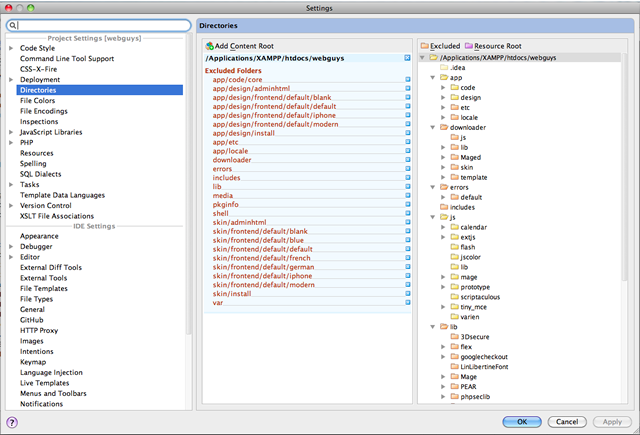 Settings
Project Settings [webguys]
Code Style
Command Line Tool Support
CSS-X-Fire
Deployment
Directories
File Colors
File Encodings
Inspections
JavaScript Libraries
PHP
Resources
Spelling
SQL Dialects
Tasks
Template Data Languages
Version Control
XSLT File Associations
IDE Settings
Appearance
Debugger
Editor
External Diff Tools
External Tools
File Templates
File Types
General
GitHub
HTTP Proxy
Images
Intentions
Keymap
Language Injection
Live Templates
Menus and Toolbars
Notifications
Directories
Add Content Root
/Applications/XAMPP/htdocs/webguys
Excluded Folders
app/code/core
app/design/adminhtml
app/design/frontend/default/blank
app/design/frontend/default/default
app/design/frontend/default/iphone
app/design/frontend/default/modern
app/design/install
app/etc
app/locale
downloader
errors
includes
lib
media
pkginfo
shell
skin/adminhtml
skin/frontend/default/blank
skin/frontend/default/blue
skin/frontend/default/default
skin/frontend/default/french
skin/frontend/default/german
skin/frontend/default/iphone
skin/frontend/default/modern
skin/install
var
Excluded Resource Root
/Applications/XAMPP/htdocs/webguys
.idea
app
code
design
etc
locale
downloader
js
lib
Maged
skin
template
errors
default
includes
js
calendar
extjs
flash
jscolor
lib
mage
prototype
scriptaculous
tiny_mce
varien
lib
3Dsecure
flex
googlecheckout
LinLibertineFont
Mage
PEAR
phpseclib
?
OK
Cancel
Apply